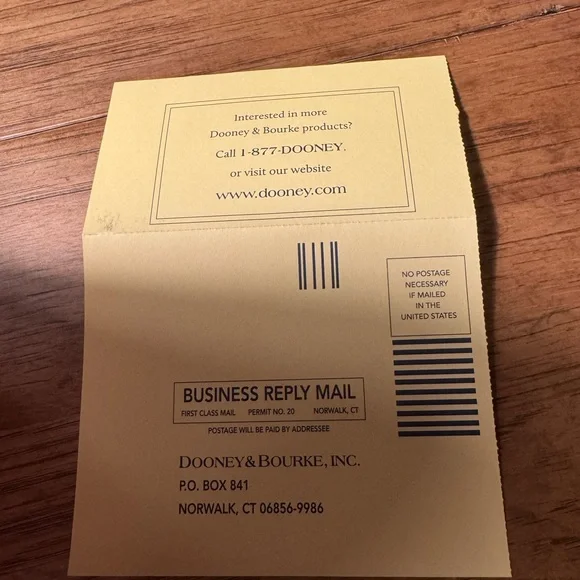 Interested in more
Dooney & Bourke products?
Call 1-877-DOONEY.
or visit our website
www.dooney.com
NO POSTAGE
NECESSARY
IF MAILED
IN THE
UNITED STATES
BUSINESS REPLY MAIL
FIRST CLASS MAIL PERMIT NO. 20 NORWALK, CT
POSTAGE WILL BE PAID BY ADDRESSEE
DOONEY & BOURKE, INC.
P.O. BOX 841
NORWALK, CT 06856-9986